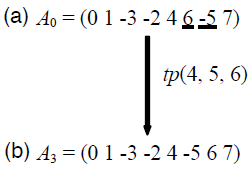 (a) A₀ = (0 1 -3 -2 4 6 -5 7)
tp(4, 5, 6)
(b) A₃ = (0 1 -3 -2 4 -5 6 7)